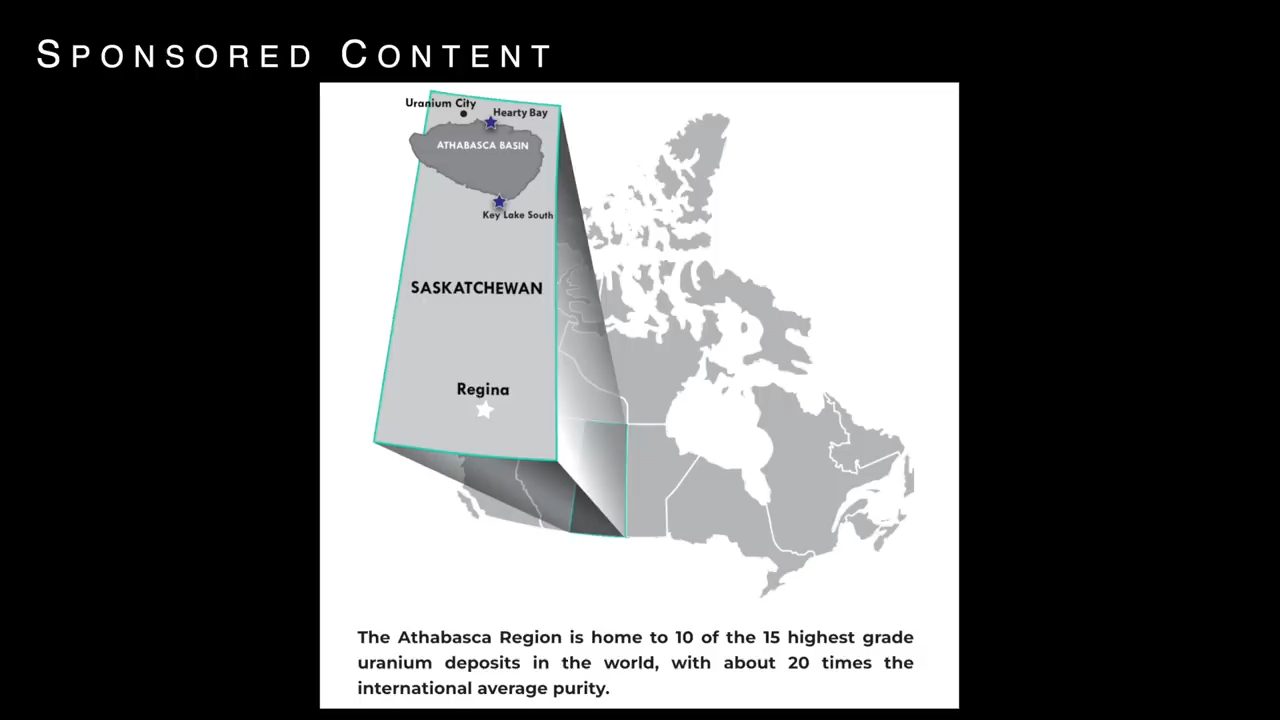 SPONSORED CONTENT
Uranium City
Hearty Bay
ATHABASCA BASIN
Key Lake South
SASKATCHEWAN
Regina
The Athabasca Region is home to 10 of the 15 highest grade
uranium deposits in the world, with about 20 times the
international average purity.